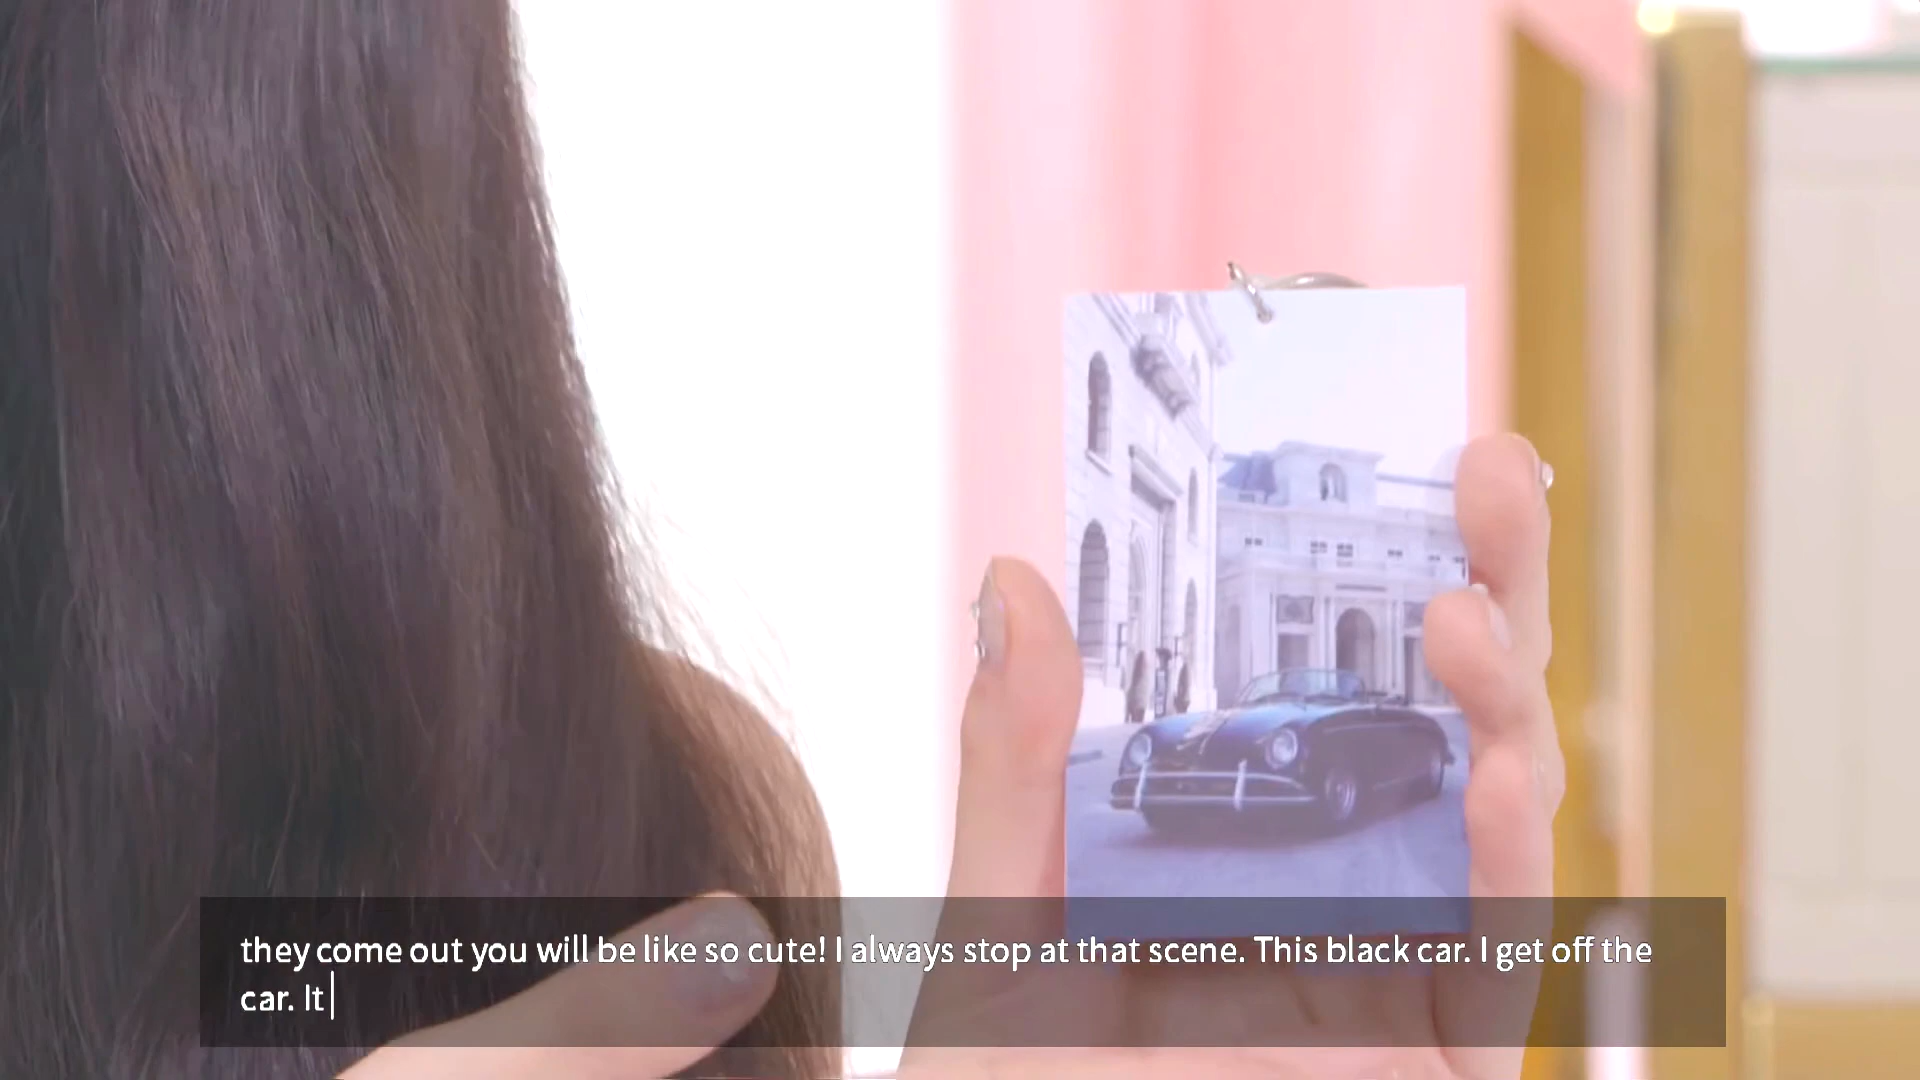 they come out you will be like so cute! I always stop at that scene. This black car. I get off the
car. It